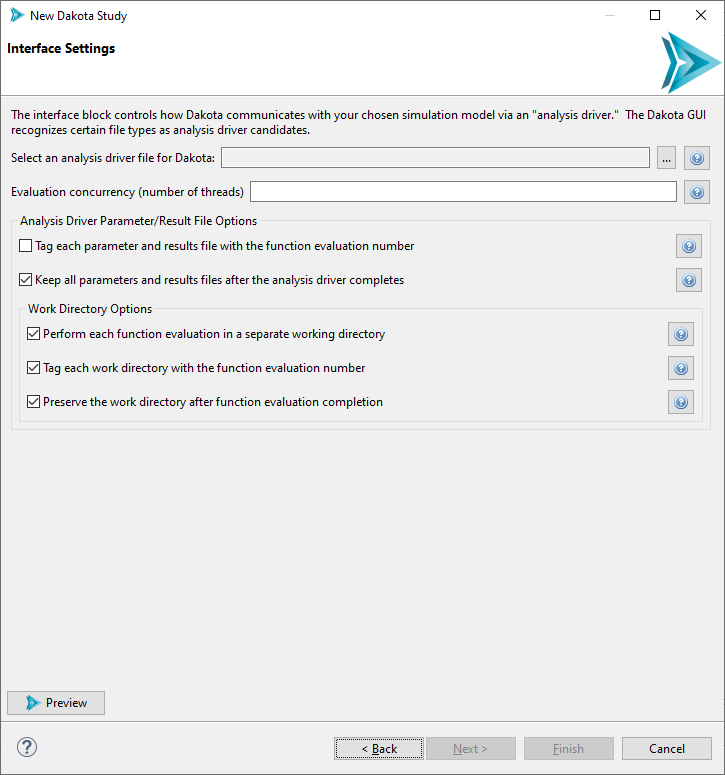 New Dakota Study
Interface Settings
The interface block controls how Dakota communicates with your chosen simulation model via an "analysis driver."  The Dakota GUI
recognizes certain file types as analysis driver candidates.
Select an analysis driver file for Dakota:
...
Evaluation concurrency (number of threads)
Analysis Driver Parameter/Result File Options
Tag each parameter and results file with the function evaluation number
Keep all parameters and results files after the analysis driver completes
Work Directory Options
Perform each function evaluation in a separate working directory
Tag each work directory with the function evaluation number
Preserve the work directory after function evaluation completion
Preview
< Back
Next >
Finish
Cancel